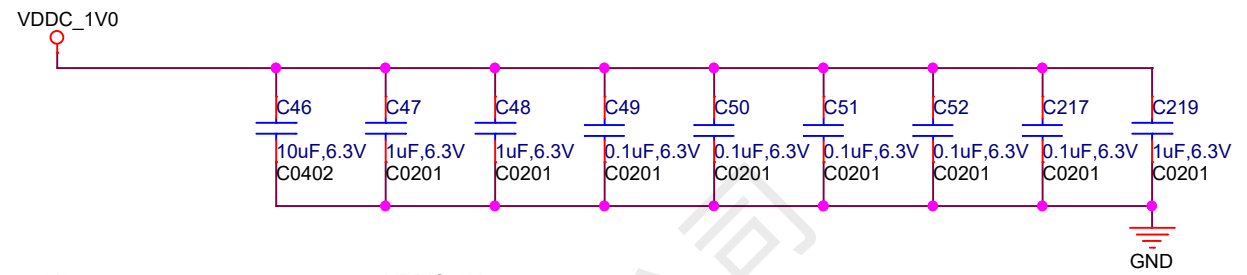 VDDC_1V0
C46 C47 C48 C49 C50 C51 C52 C217 C219
10uF,6.3V 1uF,6.3V 1uF,6.3V 0.1uF,6.3V 0.1uF,6.3V 0.1uF,6.3V 0.1uF,6.3V 0.1uF,6.3V 1uF,6.3V
C0402 C0201 C0201 C0201 C0201 C0201 C0201 C0201 C0201
司
GND